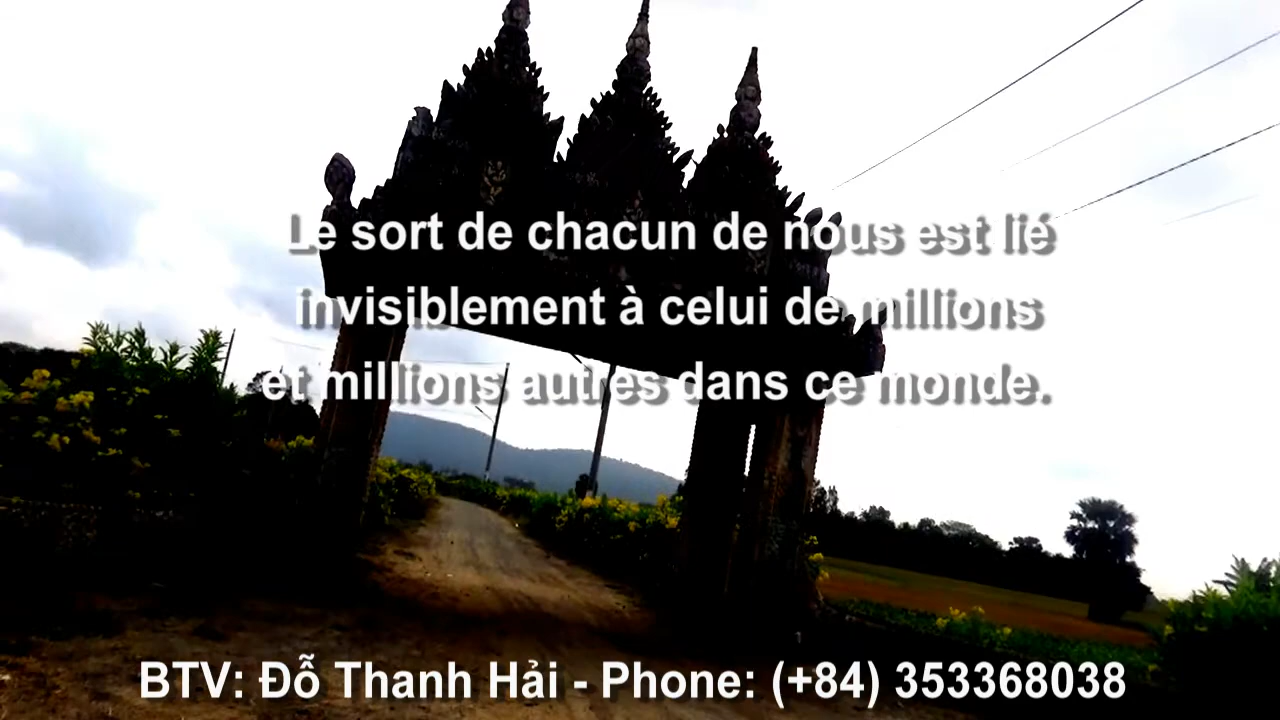 Le sort de chacun de nous est lié
invisiblement à celui de millions
et millions autres dans ce monde.
BTV: Đỗ Thanh Hải - Phone: (+84) 353368038